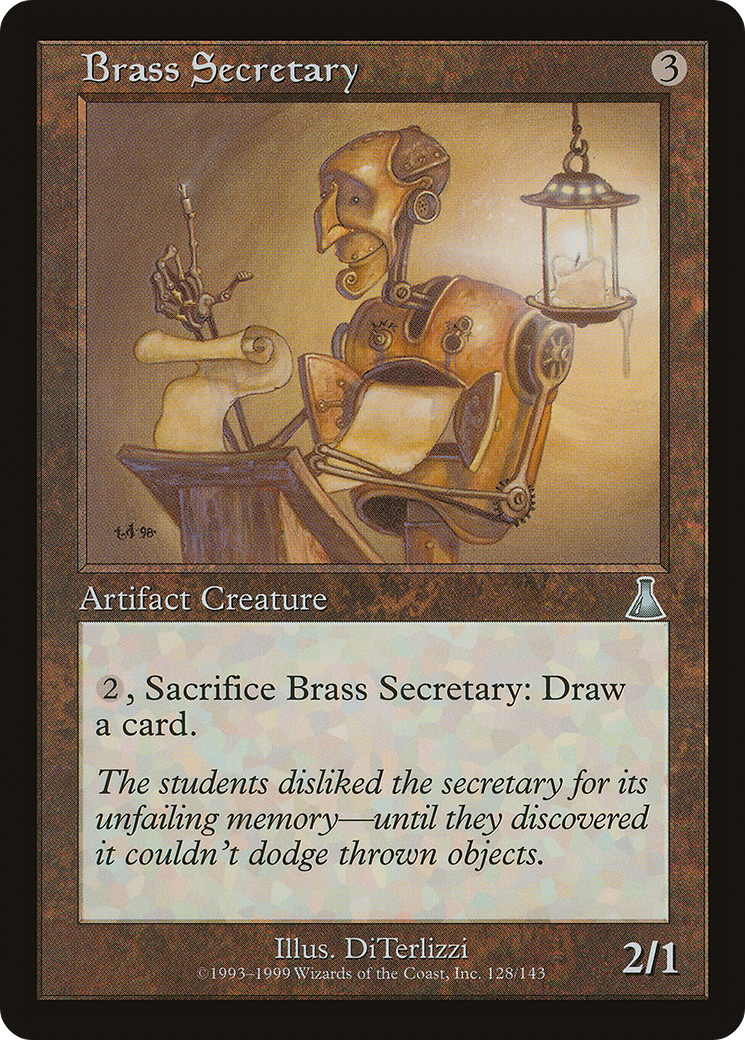 Brass Secretary 3
Artifact Creature
2, Sacrifice Brass Secretary: Draw
a card.
The students disliked the secretary for its
unfailing memory—until they discovered
it couldn't dodge thrown objects.
Illus. DiTerlizzi
©1993–1999 Wizards of the Coast, Inc. 128/143
2/1